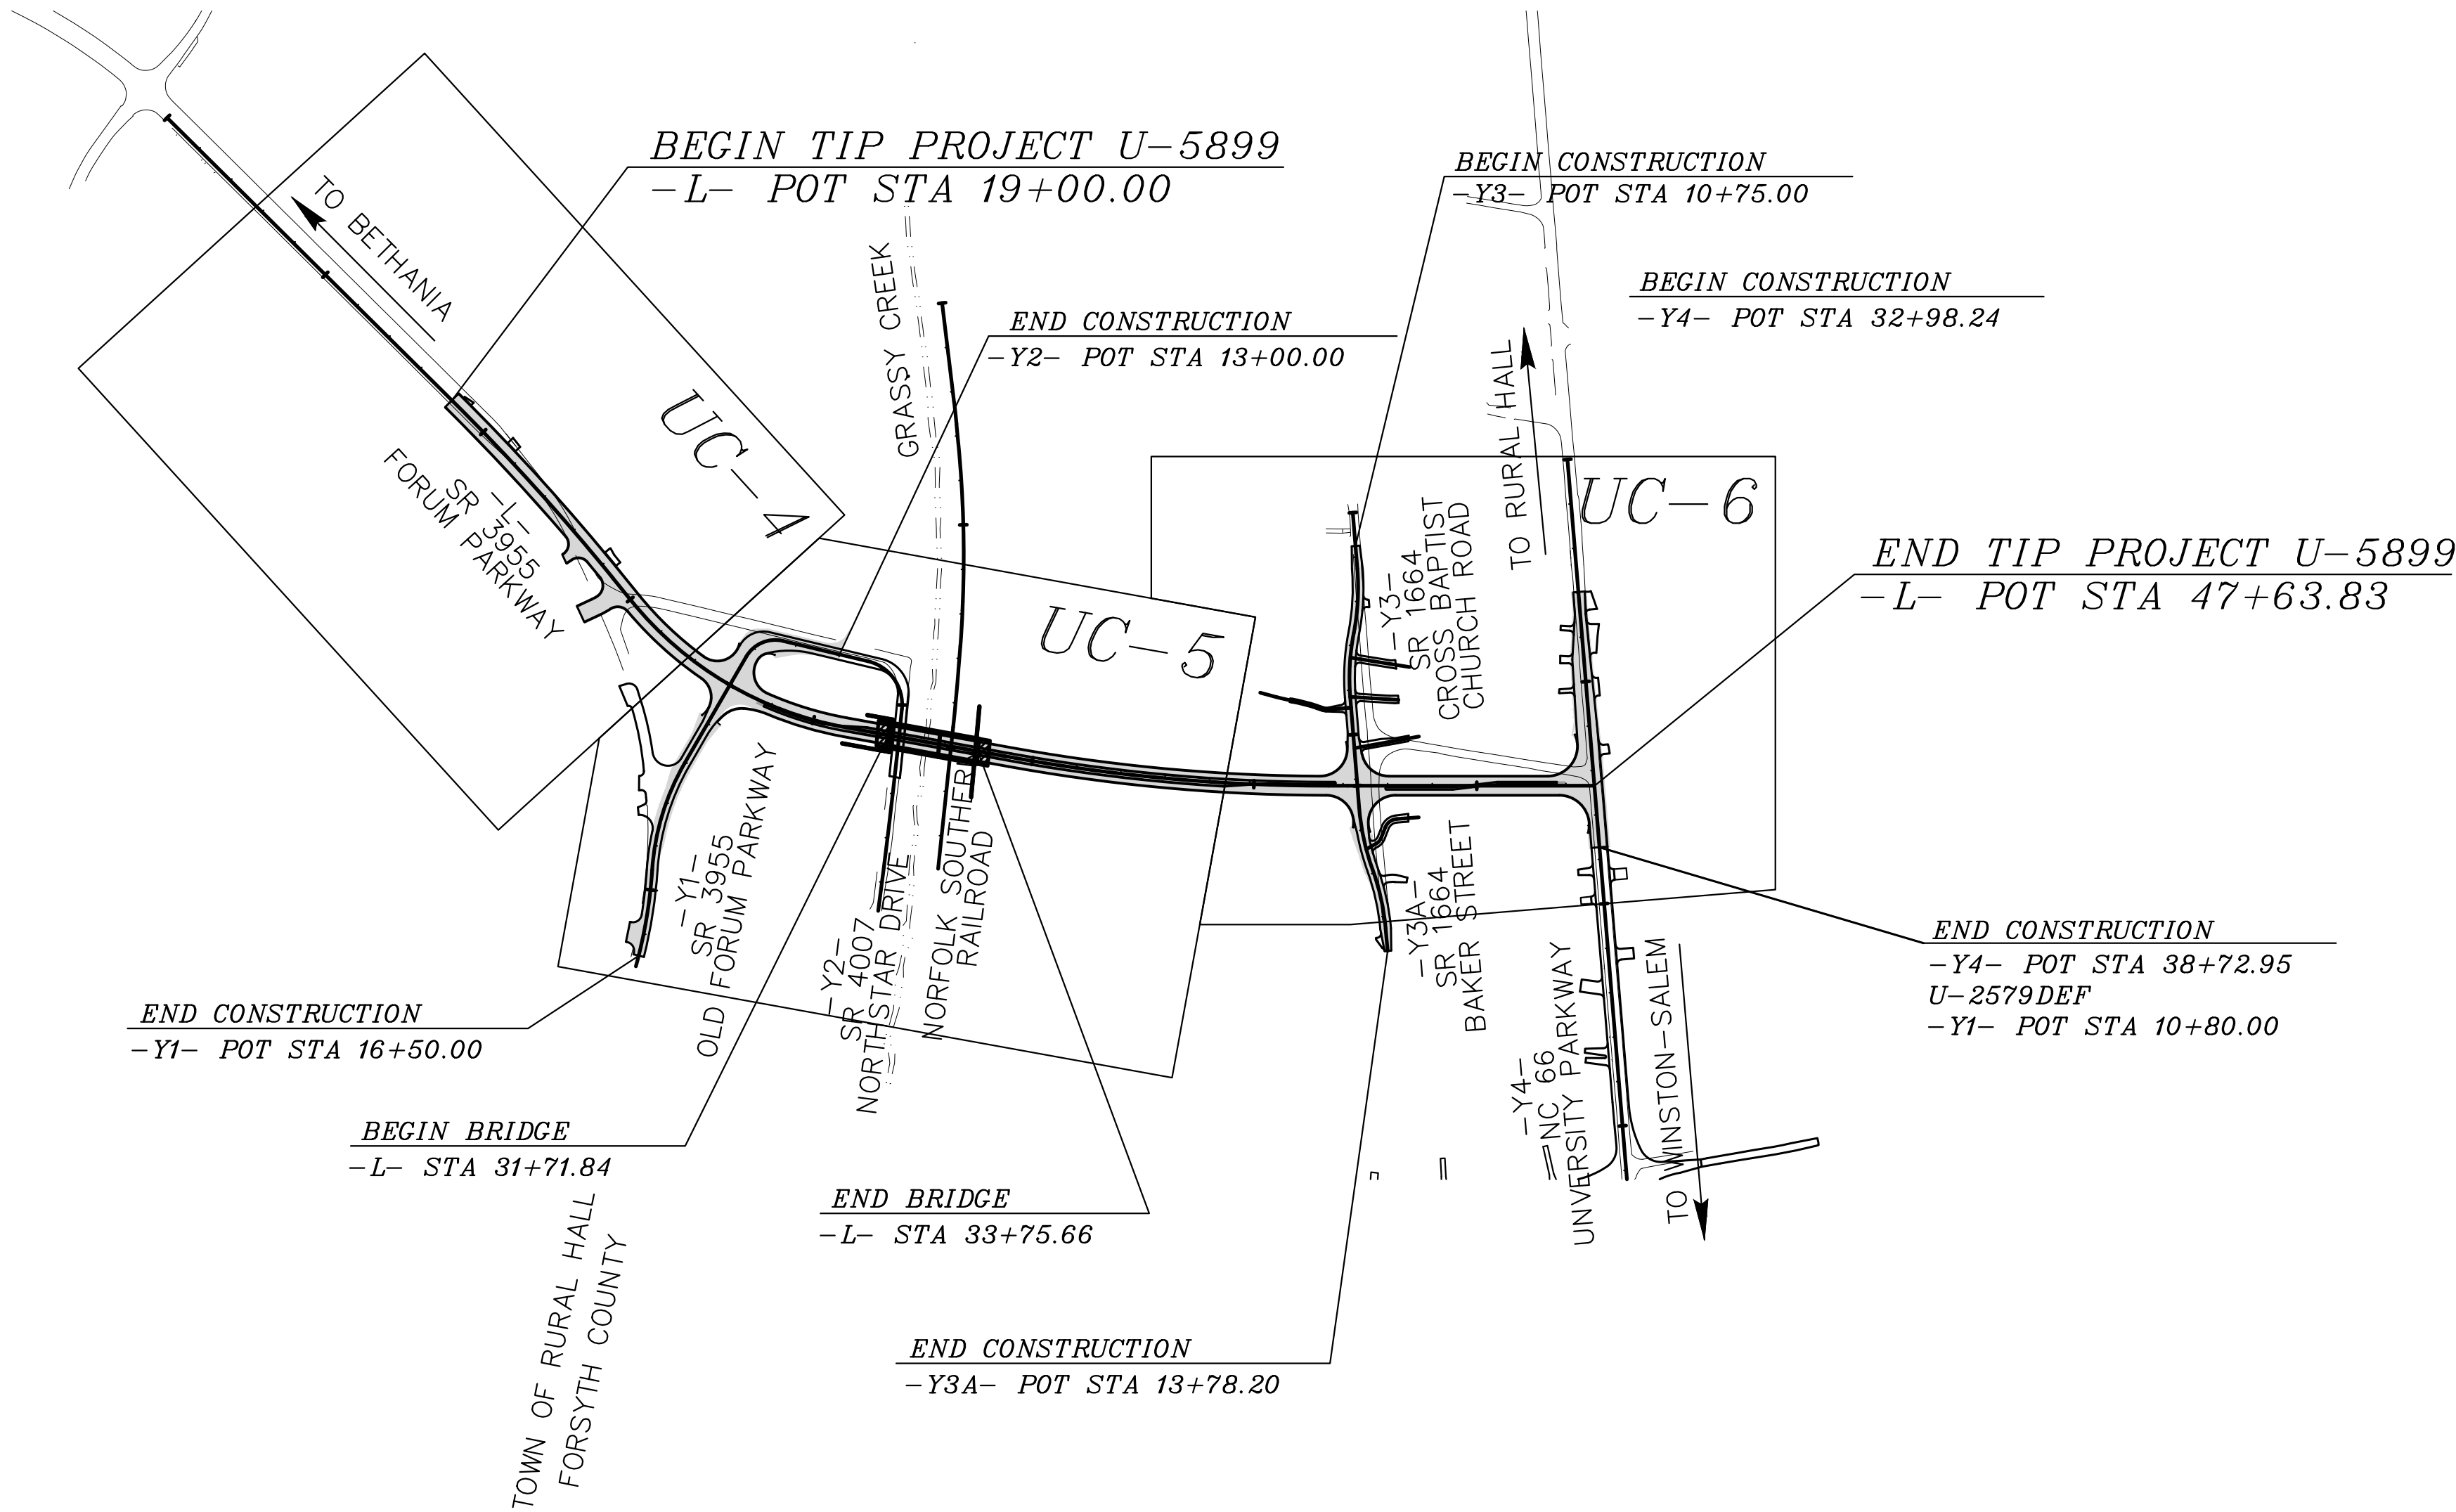 BEGIN TIP PROJECT U-5899
-L- POT STA 19+00.00
BEGIN CONSTRUCTION
-Y3- POT STA 10+75.00
TO BETHANIA
BEGIN CONSTRUCTION
-Y4- POT STA 32+98.24
GRASSY CREEK
END CONSTRUCTION
-Y2- POT STA 13+00.00
TO RURAL HALL
UC-4
UC-6
-L-
SR 3955
FORUM PARKWAY
-Y3-
SR 1664
CROSS BAPTIST
CHURCH ROAD
END TIP PROJECT U-5899
-L- POT STA 47+63.83
UC-5
-Y1-
SR 3955
OLD FORUM PARKWAY
-Y2-
SR 4007
NORTHSTAR DRIVE
NORFOLK SOUTHER
RAILROAD
-Y3A-
SR 1664
BAKER STREET
END CONSTRUCTION
-Y4- POT STA 38+72.95
U-2579DEF
-Y1- POT STA 10+80.00
-Y4-
NC 66
UNVERSITY PARKWAY
TO WINSTON-SALEM
END CONSTRUCTION
-Y1- POT STA 16+50.00
BEGIN BRIDGE
-L- STA 31+71.84
END BRIDGE
-L- STA 33+75.66
TOWN OF RURAL HALL
FORSYTH COUNTY
END CONSTRUCTION
-Y3A- POT STA 13+78.20